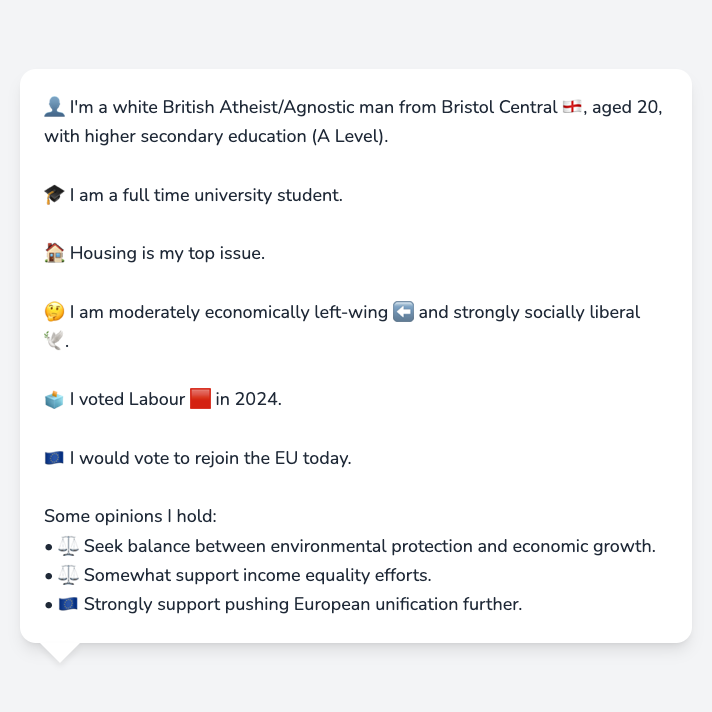 👤 I'm a white British Atheist/Agnostic man from Bristol Central 🏴󠁧󠁢󠁥󠁮󠁧󠁿, aged 20,
with higher secondary education (A Level).
🎓 I am a full time university student.
🏠 Housing is my top issue.
🤔 I am moderately economically left-wing ⬅️ and strongly socially liberal
🕊️.
🗳️ I voted Labour 🟥 in 2024.
🇪🇺 I would vote to rejoin the EU today.
Some opinions I hold:
• ⚖️ Seek balance between environmental protection and economic growth.
• ⚖️ Somewhat support income equality efforts.
• 🇪🇺 Strongly support pushing European unification further.